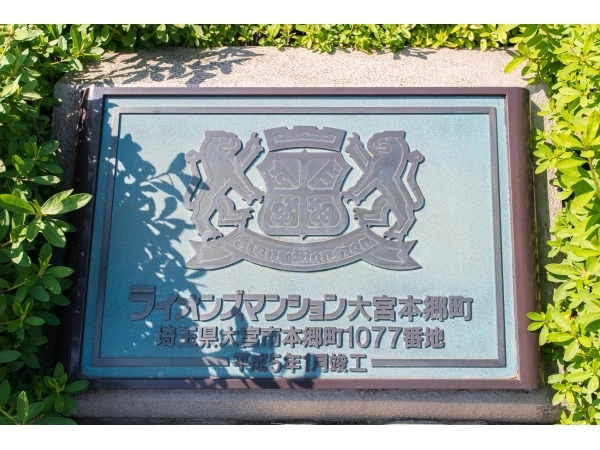 Lions Mansion
ライオンズマンション大宮本郷町
埼玉県大宮市本郷町1077番地
平成5年1月竣工